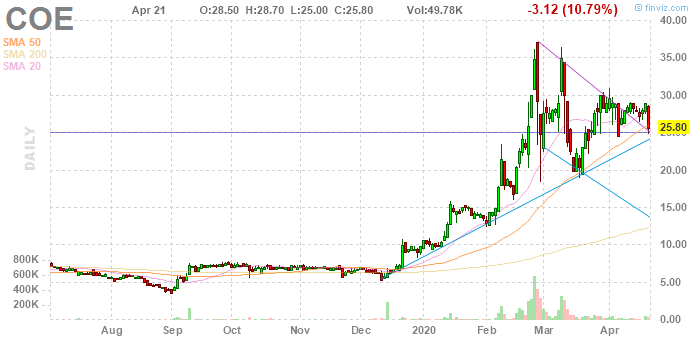 COE
Apr 21
O:28.50
H:28.70
L:25.00
C:25.80
Vol:49.78K
-3.12 (10.79%)
© finviz.com
SMA 50
SMA 200
SMA 20
DAILY
40.00
35.00
30.00
25.80
25.00
20.00
15.00
10.00
5.00
0.00
800K
600K
400K
200K
Aug
Sep
Oct
Nov
Dec
2020
Feb
Mar
Apr